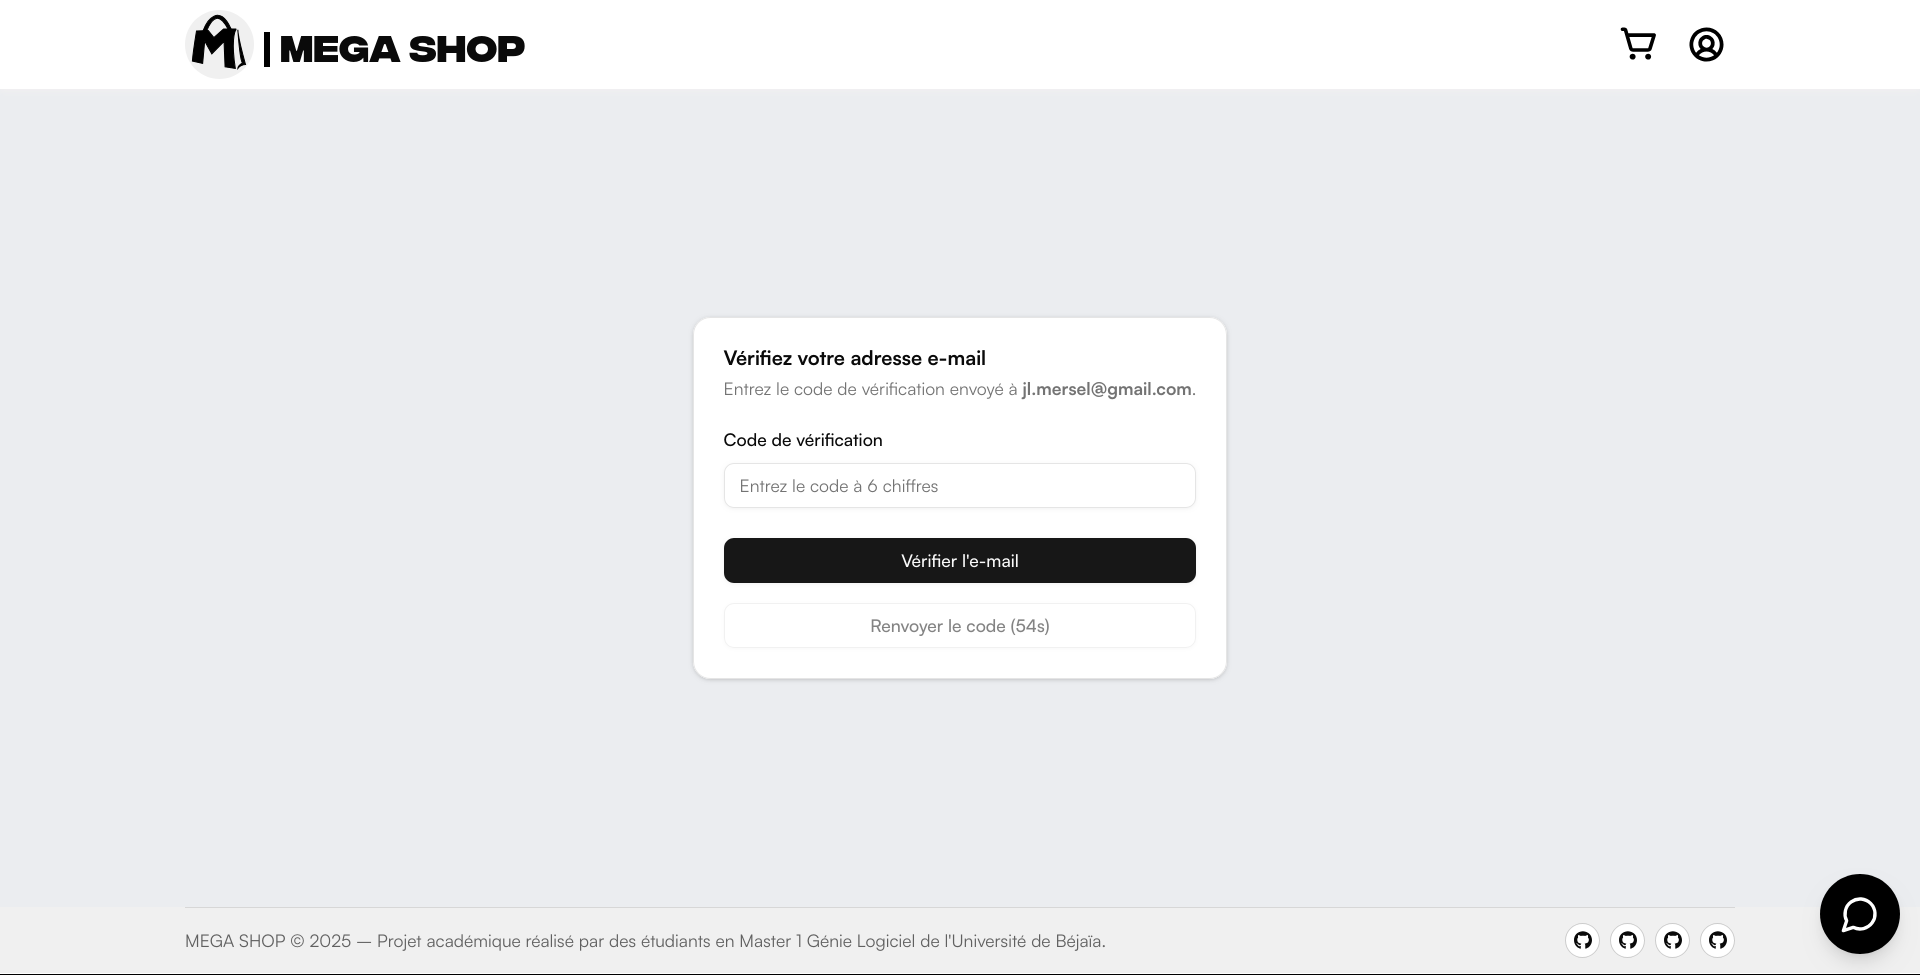 | MEGA SHOP
Vérifiez votre adresse e-mail
Entrez le code de vérification envoyé à jl.mersel@gmail.com.
Code de vérification
Entrez le code à 6 chiffres
Vérifier l'e-mail
Renvoyer le code (54s)
MEGA SHOP © 2025 — Projet académique réalisé par des étudiants en Master 1 Génie Logiciel de l'Université de Béjaïa.